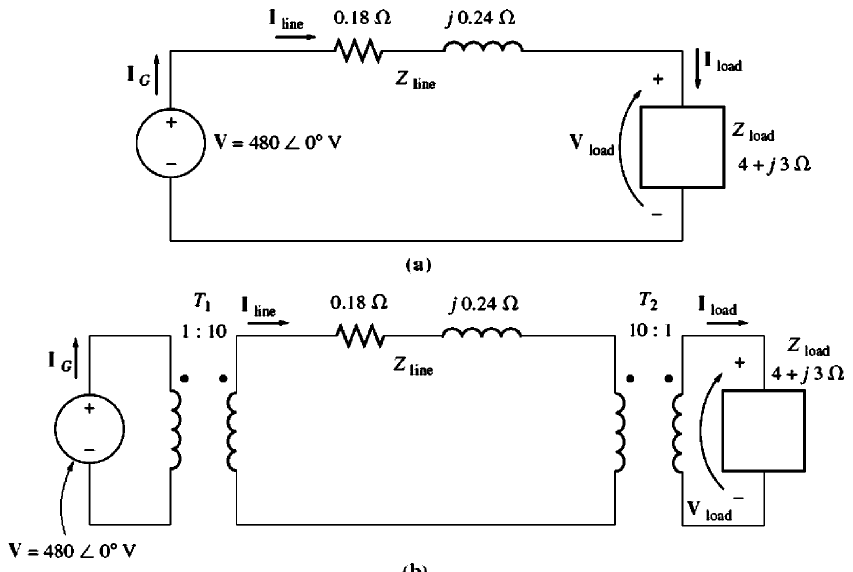 I line 0.18 Ω j 0.24 Ω
I G
Z line
I load
+
+
–
V = 480 ∠ 0° V
V load
Z load
4 + j 3 Ω
–
(a)
T1 I line 0.18 Ω j 0.24 Ω T2 I load
1 : 10
10 : 1
I G
Z line
Z load
4 + j 3 Ω
+
+
–
–
V load
V = 480 ∠ 0° V
(b)